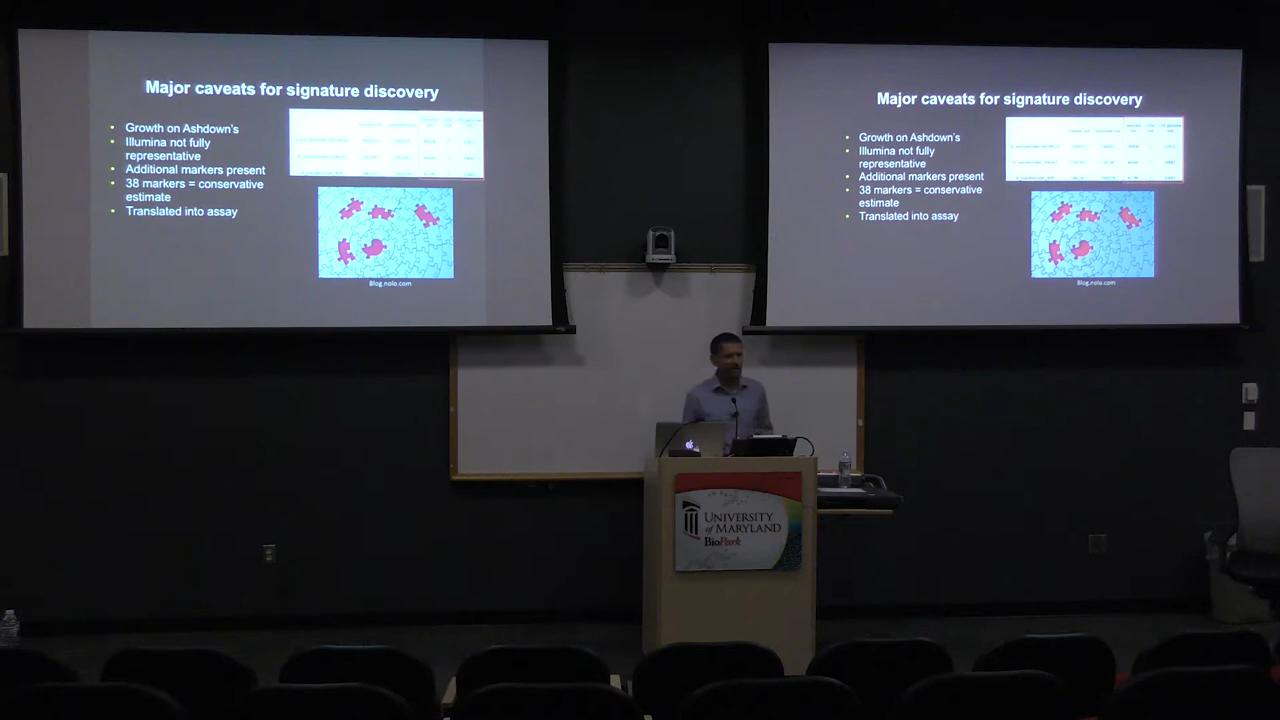 Major caveats for signature discovery
• Growth on Ashdown's
• Illumina not fully
representative
• Additional markers present
• 38 markers = conservative
estimate
• Translated into assay
Blog.nolo.com
Major caveats for signature discovery
• Growth on Ashdown's
• Illumina not fully
representative
• Additional markers present
• 38 markers = conservative
estimate
• Translated into assay
Blog.nolo.com
UNIVERSITY
of MARYLAND
BioPark